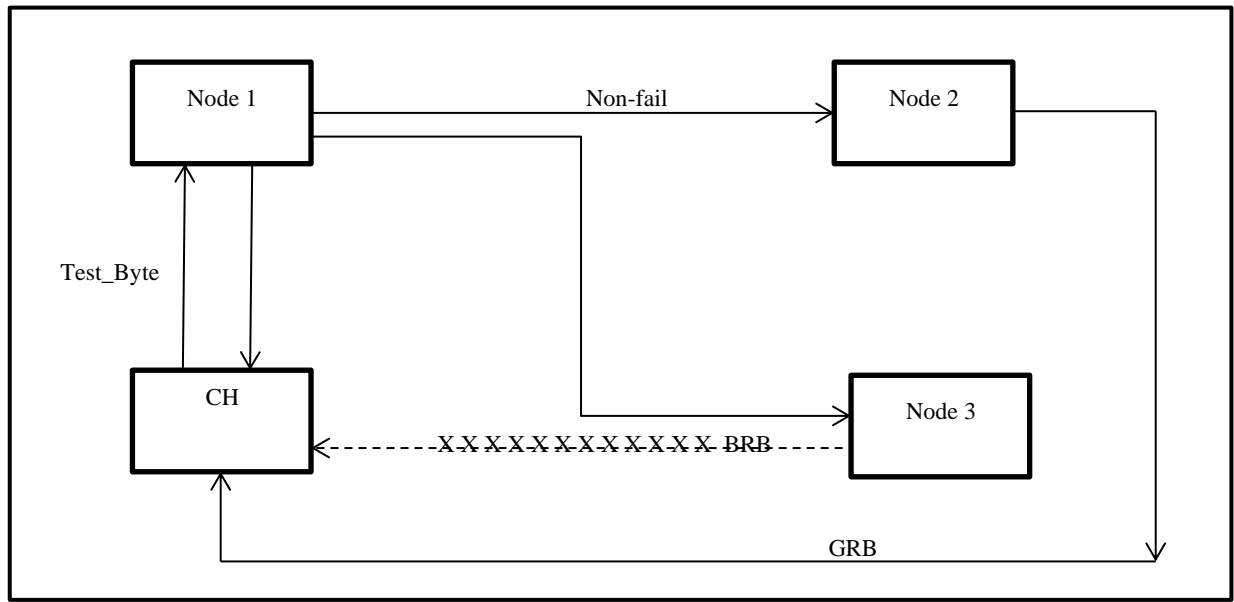 Node 1
Non-fail
Node 2
Test_Byte
CH
Node 3
X X X X X X X X X X X X BRB
GRB